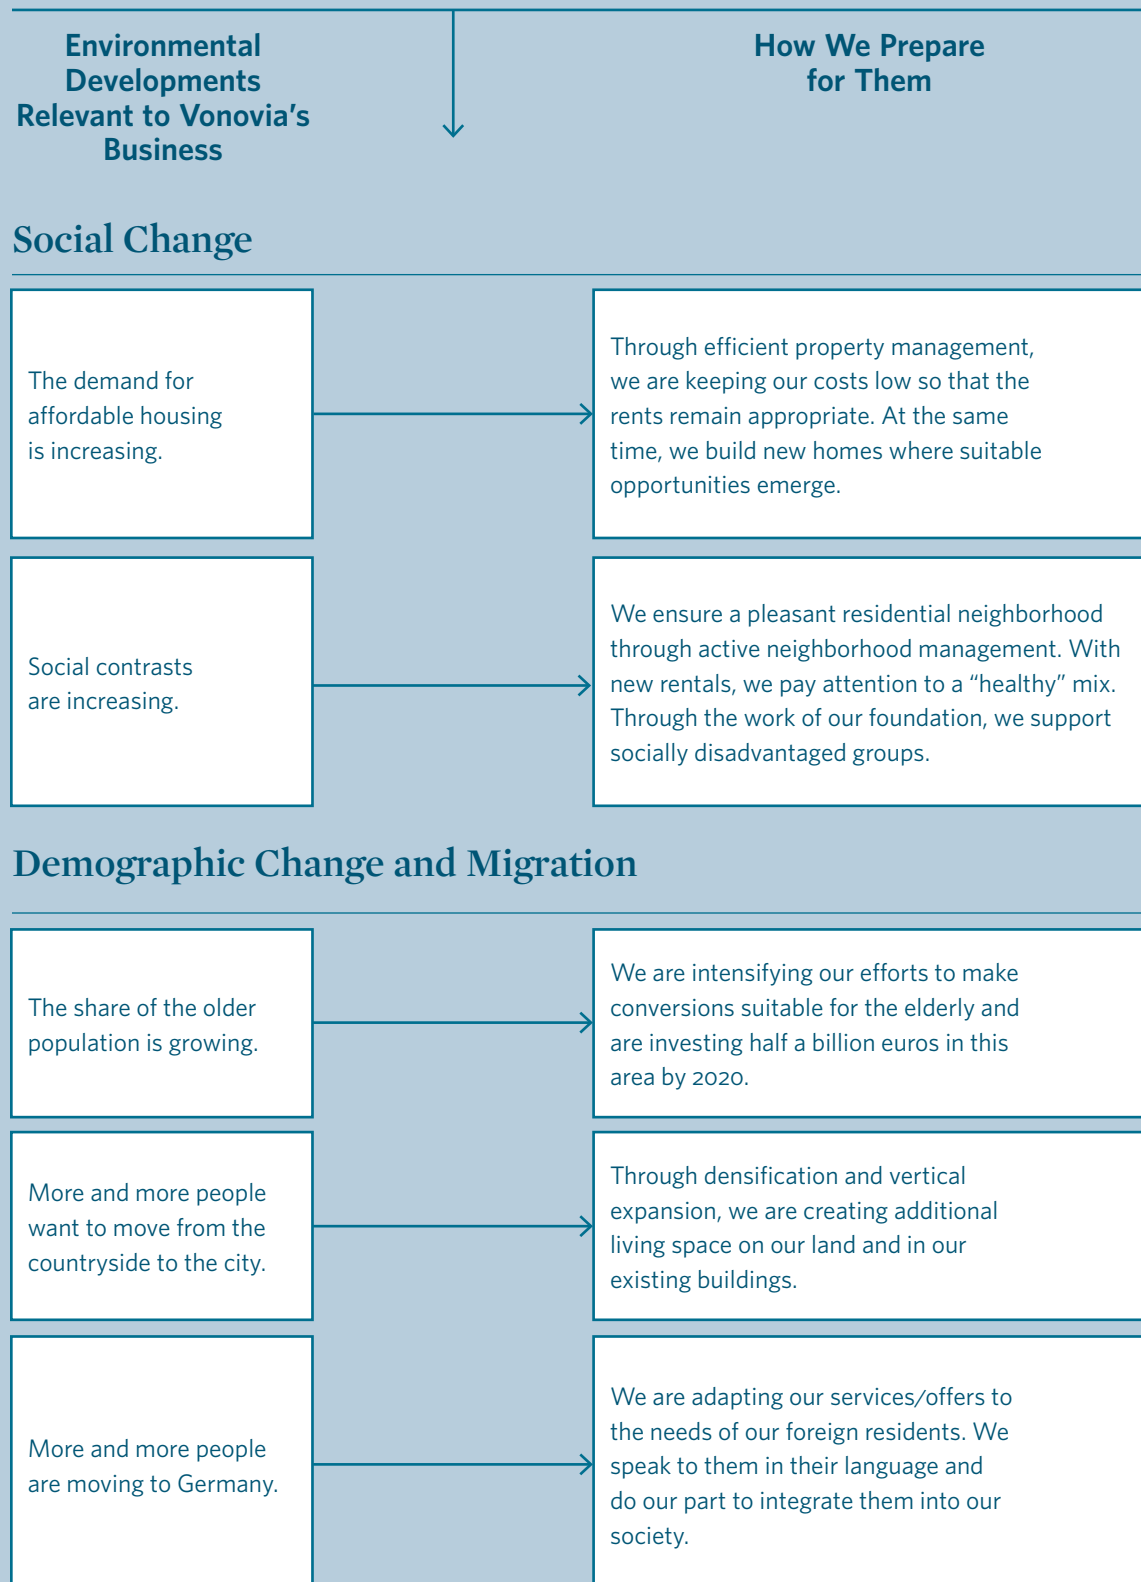 Environmental
Developments
Relevant to Vonovia’s
Business
How We Prepare
for Them
Social Change
The demand for
affordable housing
is increasing.
Through efficient property management,
we are keeping our costs low so that the
rents remain appropriate. At the same
time, we build new homes where suitable
opportunities emerge.
Social contrasts
are increasing.
We ensure a pleasant residential neighborhood
through active neighborhood management. With
new rentals, we pay attention to a “healthy” mix.
Through the work of our foundation, we support
socially disadvantaged groups.
Demographic Change and Migration
The share of the older
population is growing.
We are intensifying our efforts to make
conversions suitable for the elderly and
are investing half a billion euros in this
area by 2020.
More and more people
want to move from the
countryside to the city.
Through densification and vertical
expansion, we are creating additional
living space on our land and in our
existing buildings.
More and more people
are moving to Germany.
We are adapting our services/offers to
the needs of our foreign residents. We
speak to them in their language and
do our part to integrate them into our
society.